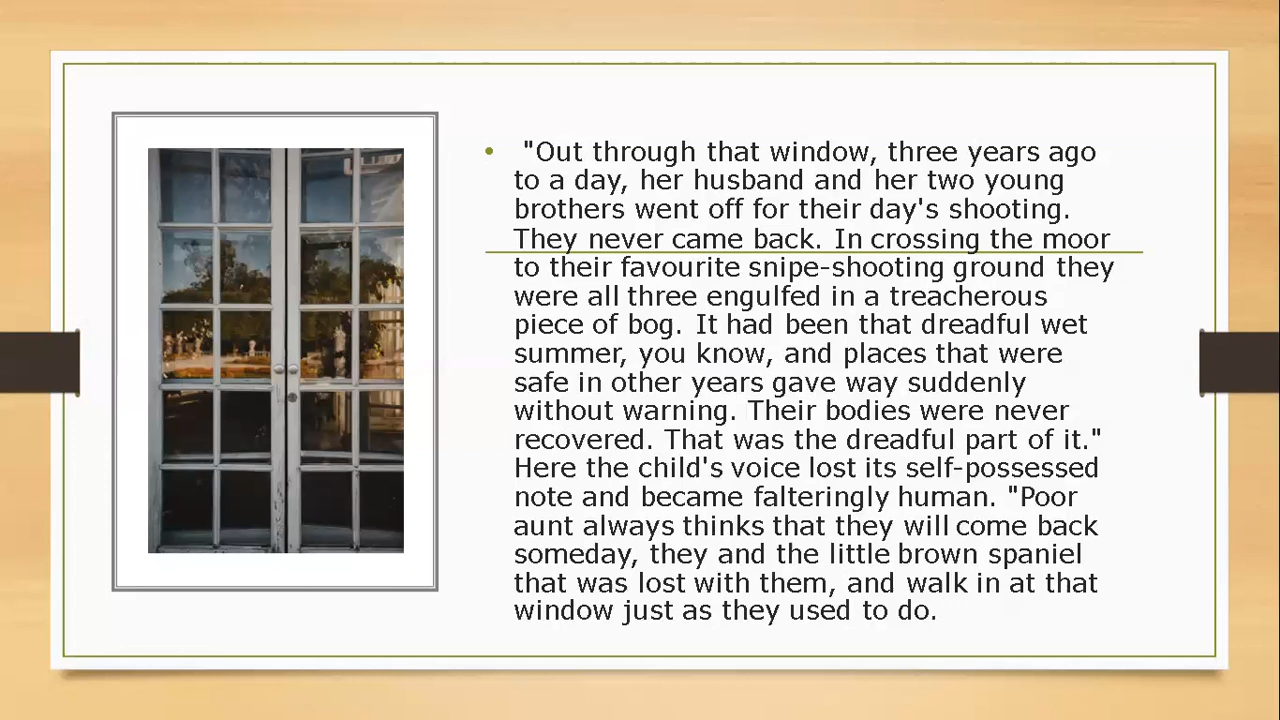 • "Out through that window, three years ago
to a day, her husband and her two young
brothers went off for their day's shooting.
They never came back. In crossing the moor
to their favourite snipe-shooting ground they
were all three engulfed in a treacherous
piece of bog. It had been that dreadful wet
summer, you know, and places that were
safe in other years gave way suddenly
without warning. Their bodies were never
recovered. That was the dreadful part of it."
Here the child's voice lost its self-possessed
note and became falteringly human. "Poor
aunt always thinks that they will come back
someday, they and the little brown spaniel
that was lost with them, and walk in at that
window just as they used to do.